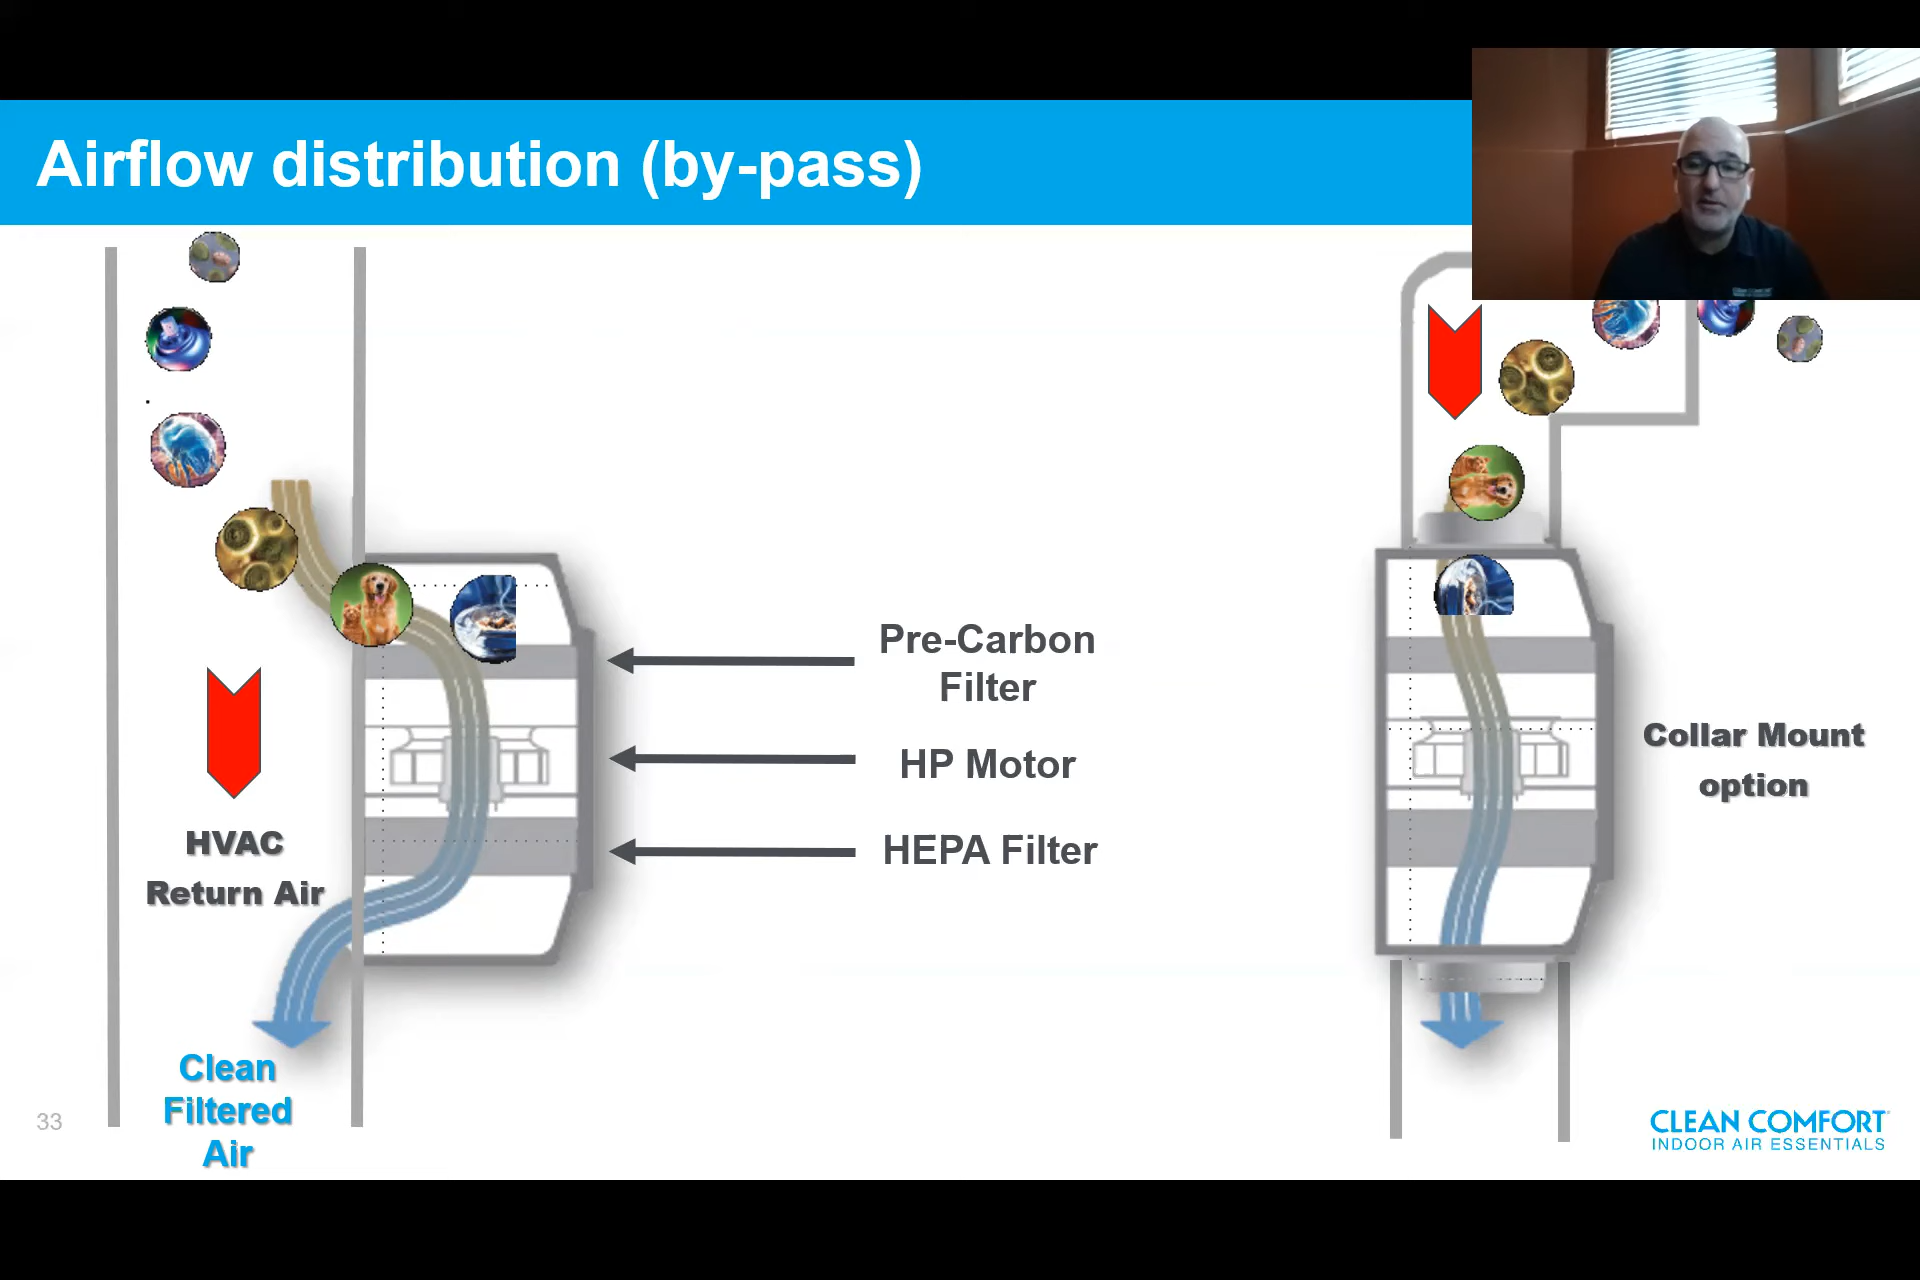 Airflow distribution (by-pass)
Pre-Carbon
Filter
HP Motor
HEPA Filter
HVAC
Return Air
Clean
Filtered
Air
Collar Mount
option
33
CLEAN COMFORT
INDOOR AIR ESSENTIALS